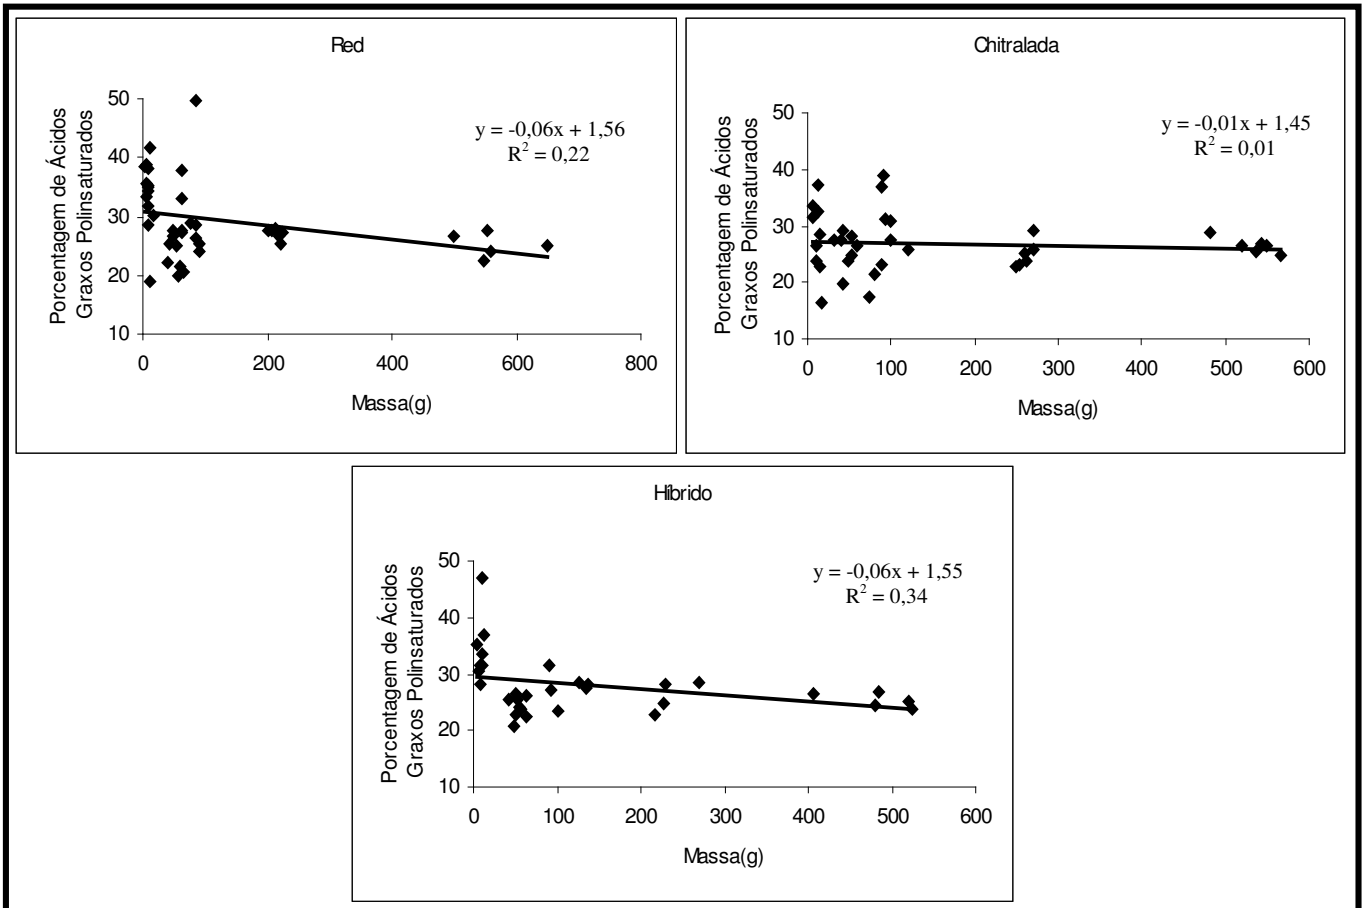 Red
Porcentagem de Ácidos
Graxos Polinsaturados
50
40
30
20
10
y = -0,06x + 1,56
R² = 0,22
0 200 400 600 800
Massa(g)
Chitralada
Porcentagem de Ácidos
Graxos Polinsaturados
50
40
30
20
10
y = -0,01x + 1,45
R² = 0,01
0 100 200 300 400 500 600
Massa(g)
Híbrido
Porcentagem de Ácidos
Graxos Polinsaturados
50
40
30
20
10
y = -0,06x + 1,55
R² = 0,34
0 100 200 300 400 500 600
Massa(g)